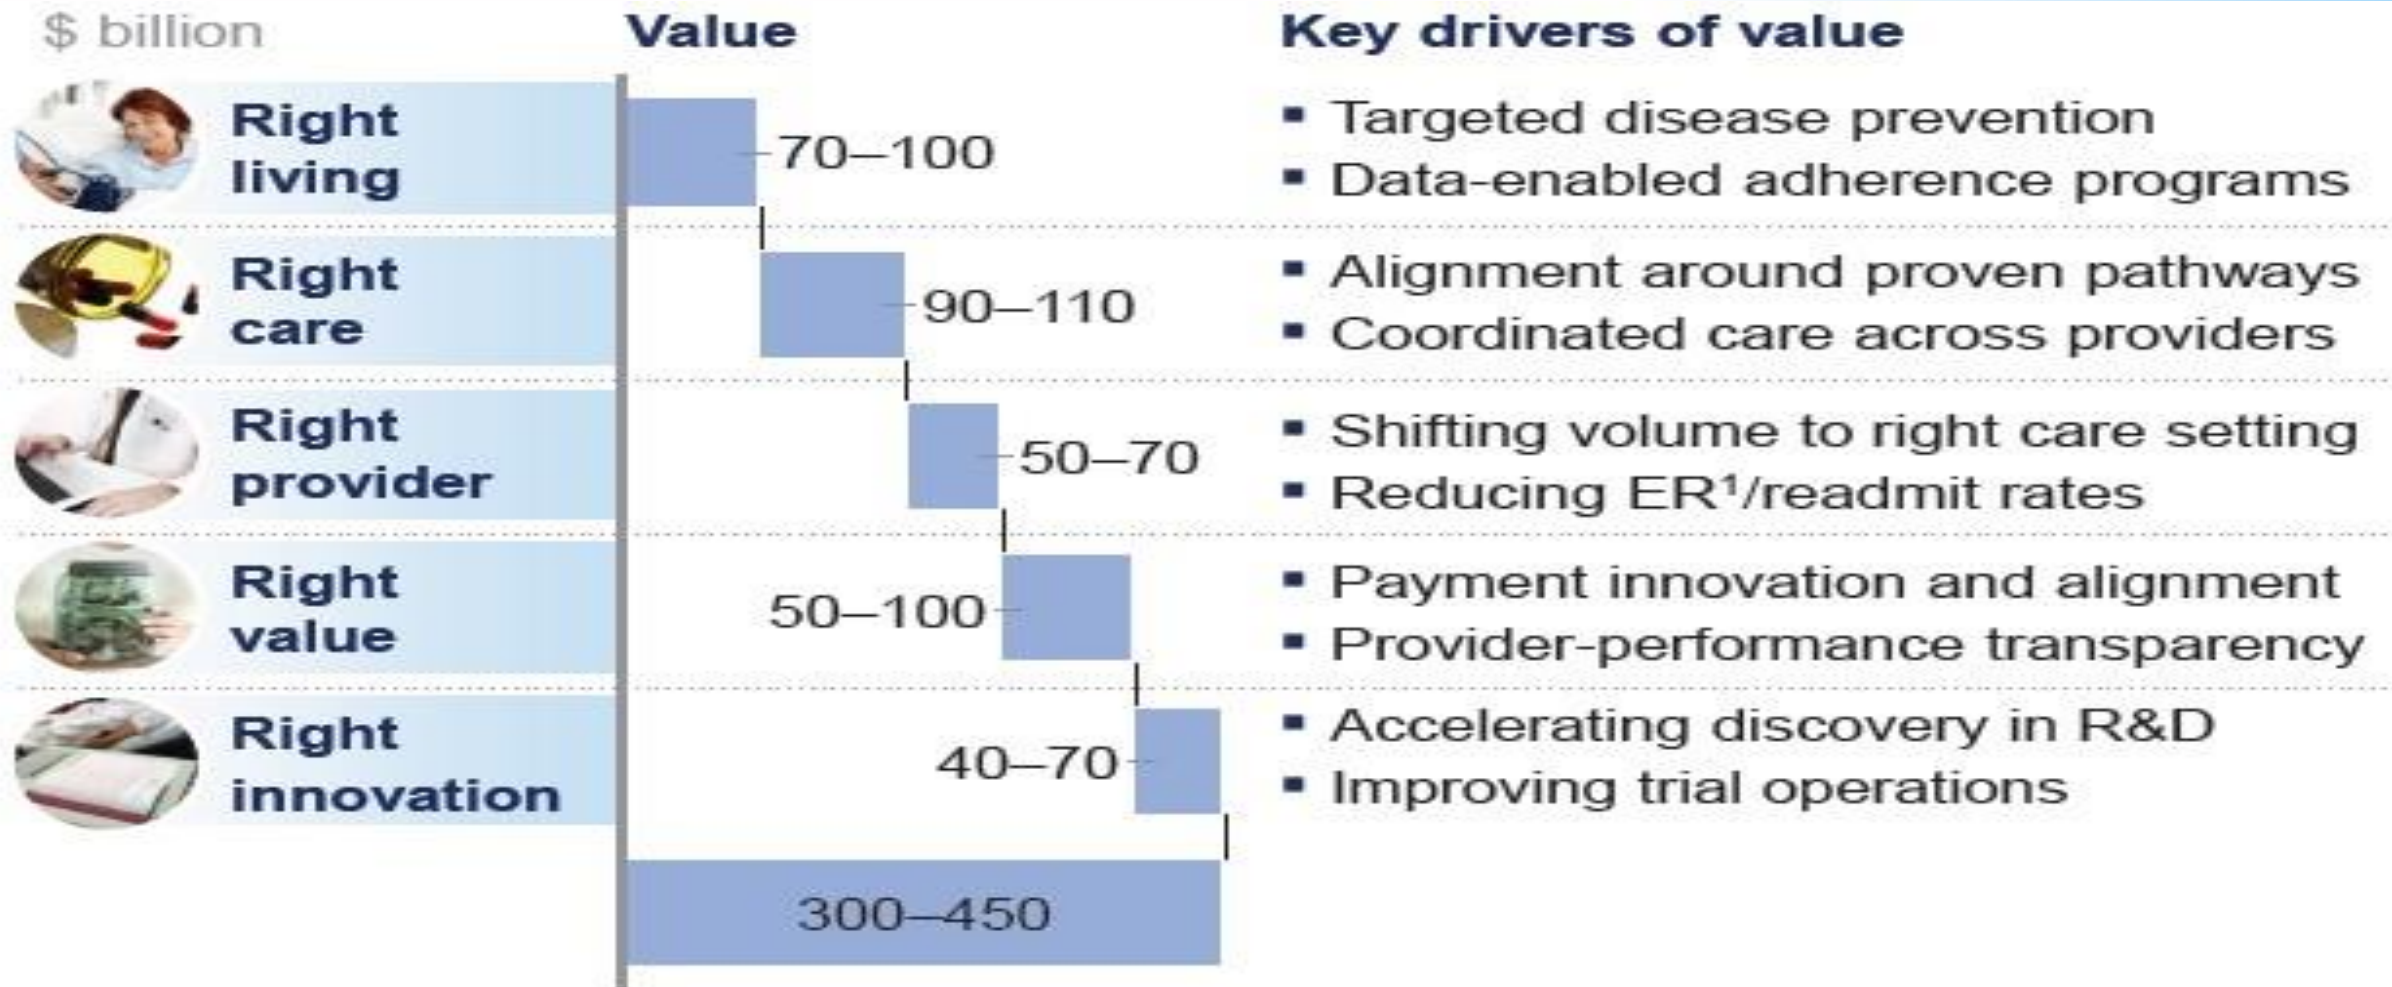 $ billion
Value
Key drivers of value
Right
living
70–100
▪ Targeted disease prevention
▪ Data-enabled adherence programs
Right
care
90–110
▪ Alignment around proven pathways
▪ Coordinated care across providers
Right
provider
50–70
▪ Shifting volume to right care setting
▪ Reducing ER¹/readmit rates
Right
value
50–100
▪ Payment innovation and alignment
▪ Provider-performance transparency
Right
innovation
40–70
▪ Accelerating discovery in R&D
▪ Improving trial operations
300–450